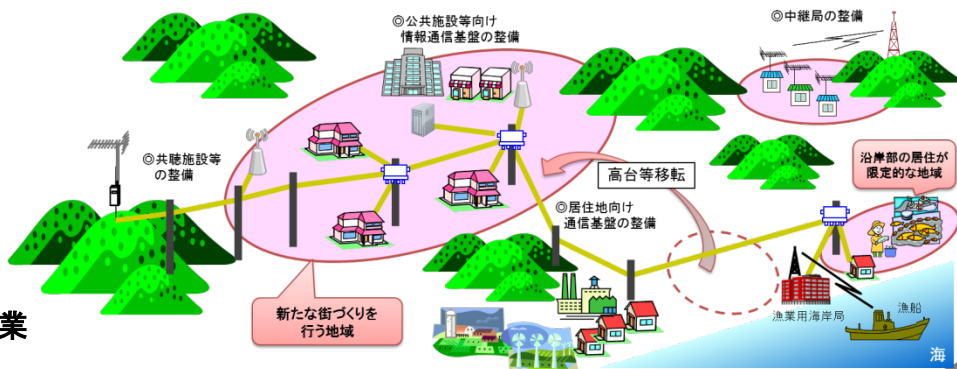 ◎公共施設等向け
情報通信基盤の整備
◎中継局の整備
◎共聴施設等
の整備
高台等移転
沿岸部の居住が
限定的な地域
◎居住地向け
通信基盤の整備
新たな街づくりを
行う地域
業
漁業用海岸局
漁船
海